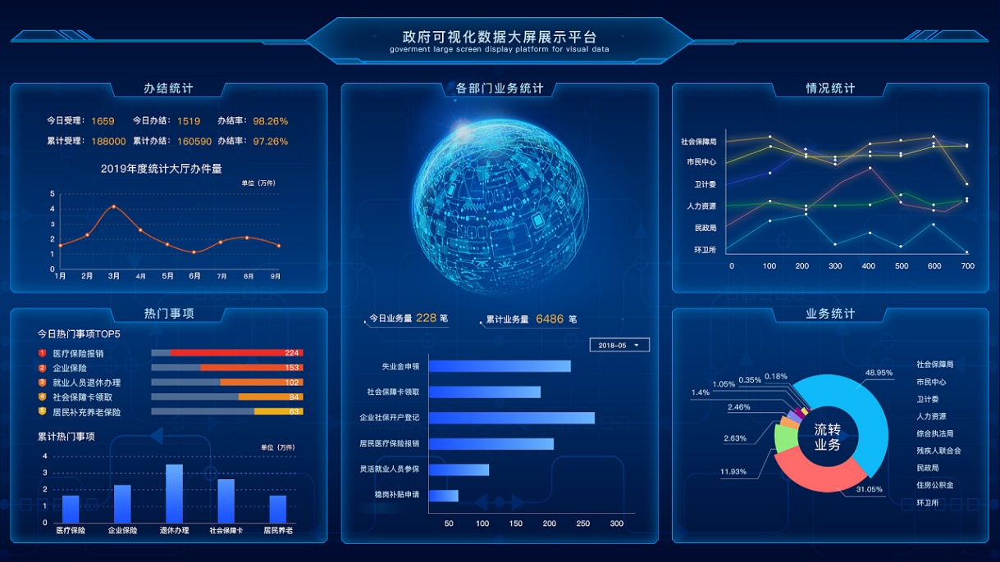 政府可视化数据大屏展示平台
goverment large screen display platform for visual data
办结统计
今日受理： 1659 今日办结： 1519 办结率： 98.26%
累计受理： 188000 累计办结： 160590 办结率： 97.26%
2019年度统计大厅办件量
单位（万件）
5
4
3
2
1
0
1月 2月 3月 4月 5月 6月 7月 8月 9月
热门事项
今日热门事项TOP5
1 医疗保险报销 224
2 企业保险 153
3 就业人员退休办理 102
4 社会保障卡领取 84
5 居民补充养老保险 63
累计热门事项
单位（万件）
4
3
2
1
0
医疗保险 企业保险 退休办理 社会保障卡 居民养老
各部门业务统计
今日业务量 228 笔 累计业务量 6486 笔
2018-05
失业金申领
社会保障卡领取
企业社保开户登记
居民医疗保险报销
灵活就业人员参保
稳岗补贴申请
50 100 150 200 250 300
情况统计
社会保障局
市民中心
卫计委
人力资源
民政局
环卫所
0 100 200 300 400 500 600 700
业务统计
48.95%
0.18%
0.35%
1.05%
1.4%
2.46%
2.63%
11.93%
31.05%
流转
业务
社会保障局
市民中心
卫计委
人力资源
综合执法局
残疾人联合会
民政局
住房公积金
环卫所